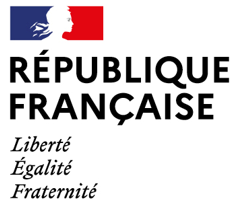 RÉPUBLIQUE
FRANÇAISE
Liberté
Égalité
Fraternité